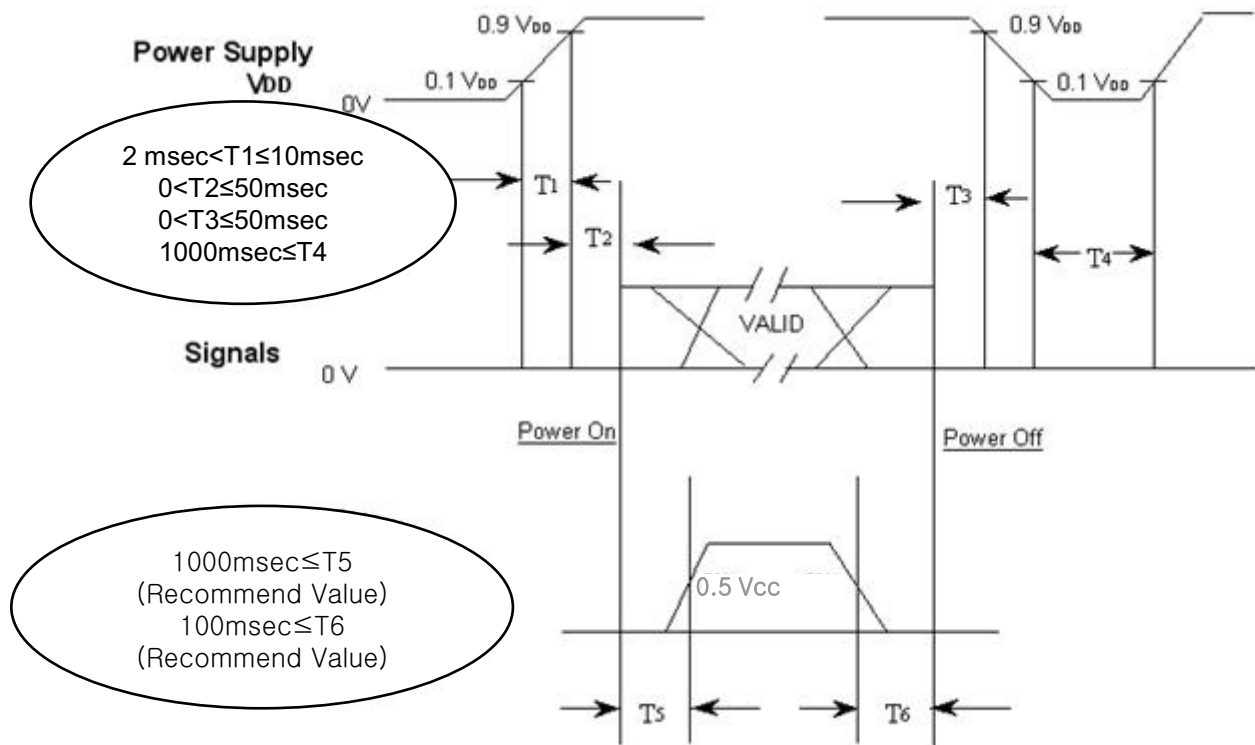 0.9 VDD
0.9 VDD
Power Supply
VDD
0.1 VDD
0.1 VDD
0V
2 msec<T1≤10msec
0<T2≤50msec
0<T3≤50msec
1000msec≤T4
T1
T3
T2
T4
VALID
Signals
0 V
Power On
Power Off
1000msec≤T5
(Recommend Value)
100msec≤T6
(Recommend Value)
0.5 Vcc
T5
T6